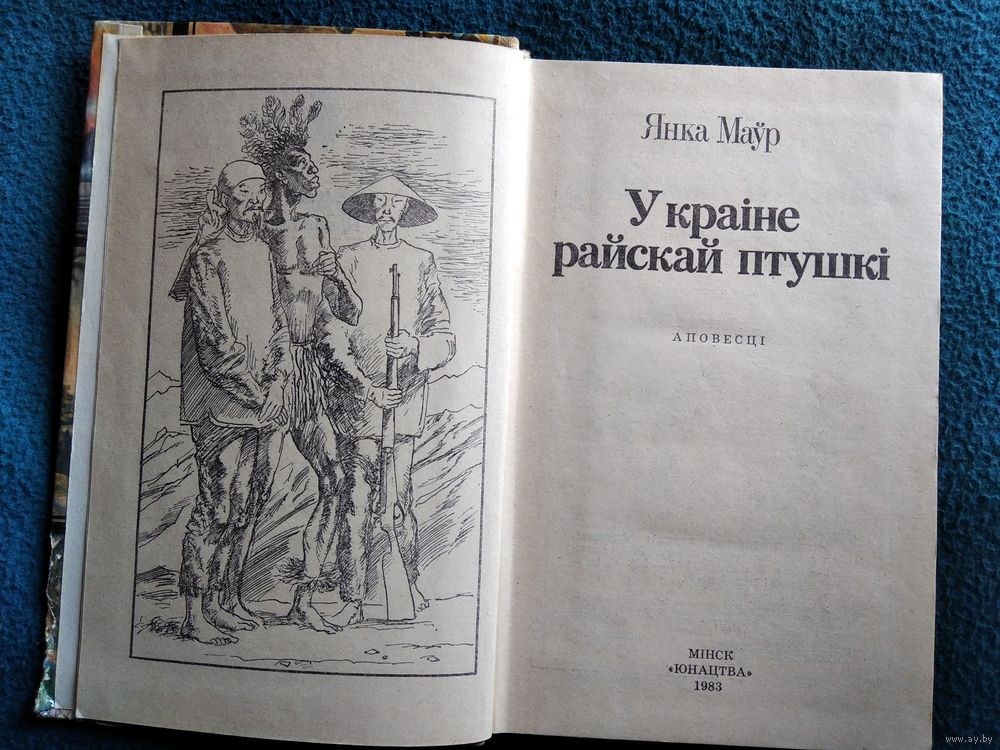 Янка Маўр
У краіне
райскай птушкі
АПОВЕСЦІ
МІНСК
«ЮНАЦТВА»
1983
www.ay.by